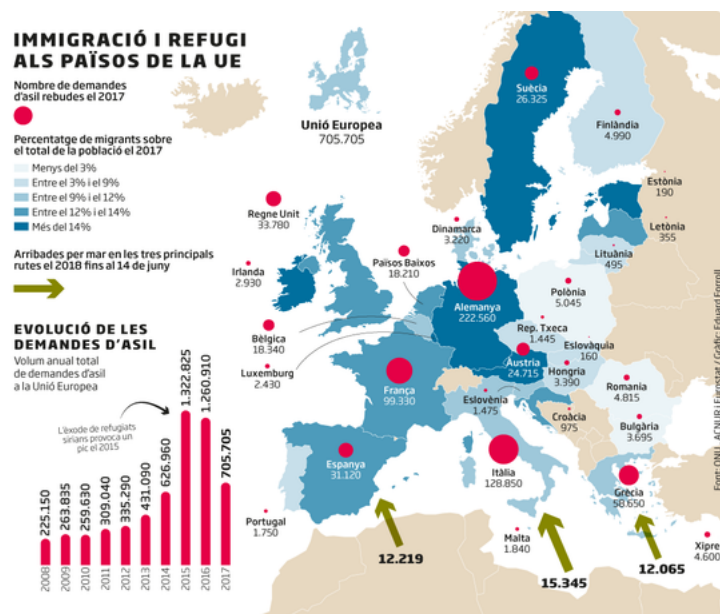 IMMIGRACIÓ I REFUGI
ALS PAÏSOS DE LA UE
Nombre de demandes
d'asil rebudes el 2017
Percentatge de migrants sobre
el total de la població el 2017
Menys del 3%
Entre el 3% i el 9%
Entre el 9% i el 12%
Entre el 12% i el 14%
Més del 14%
Arribades per mar en les tres principals
rutes el 2018 fins al 14 de juny
EVOLUCIÓ DE LES
DEMANDES D'ASIL
Volum anual total
de demandes d'asil
a la Unió Europea
L'èxode de refugiats
sirians provoca un
pic el 2015
225.150
263.835
259.630
309.040
335.290
431.090
626.960
1.322.825
1.260.910
705.705
2008
2009
2010
2011
2012
2013
2014
2015
2016
2017
Unió Europea
705.705
Suècia
26.325
Finlàndia
4.990
Estònia
190
Letònia
355
Lituània
495
Regne Unit
33.780
Dinamarca
3.220
Irlanda
2.930
Països Baixos
18.210
Alemanya
222.560
Polònia
5.045
Bèlgica
18.340
Rep. Txeca
1.445
Eslovàquia
160
Luxemburg
2.430
Àustria
24.715
Hongria
3.390
França
99.330
Eslovènia
1.475
Romania
4.815
Croàcia
975
Bulgària
3.695
Espanya
31.120
Itàlia
128.850
Grècia
58.650
Portugal
1.750
Malta
1.840
Xipre
4.600
12.219
15.345
12.065
Font: ONU, ACNUR i Eurostat / Gràfic: Eduard Forroll